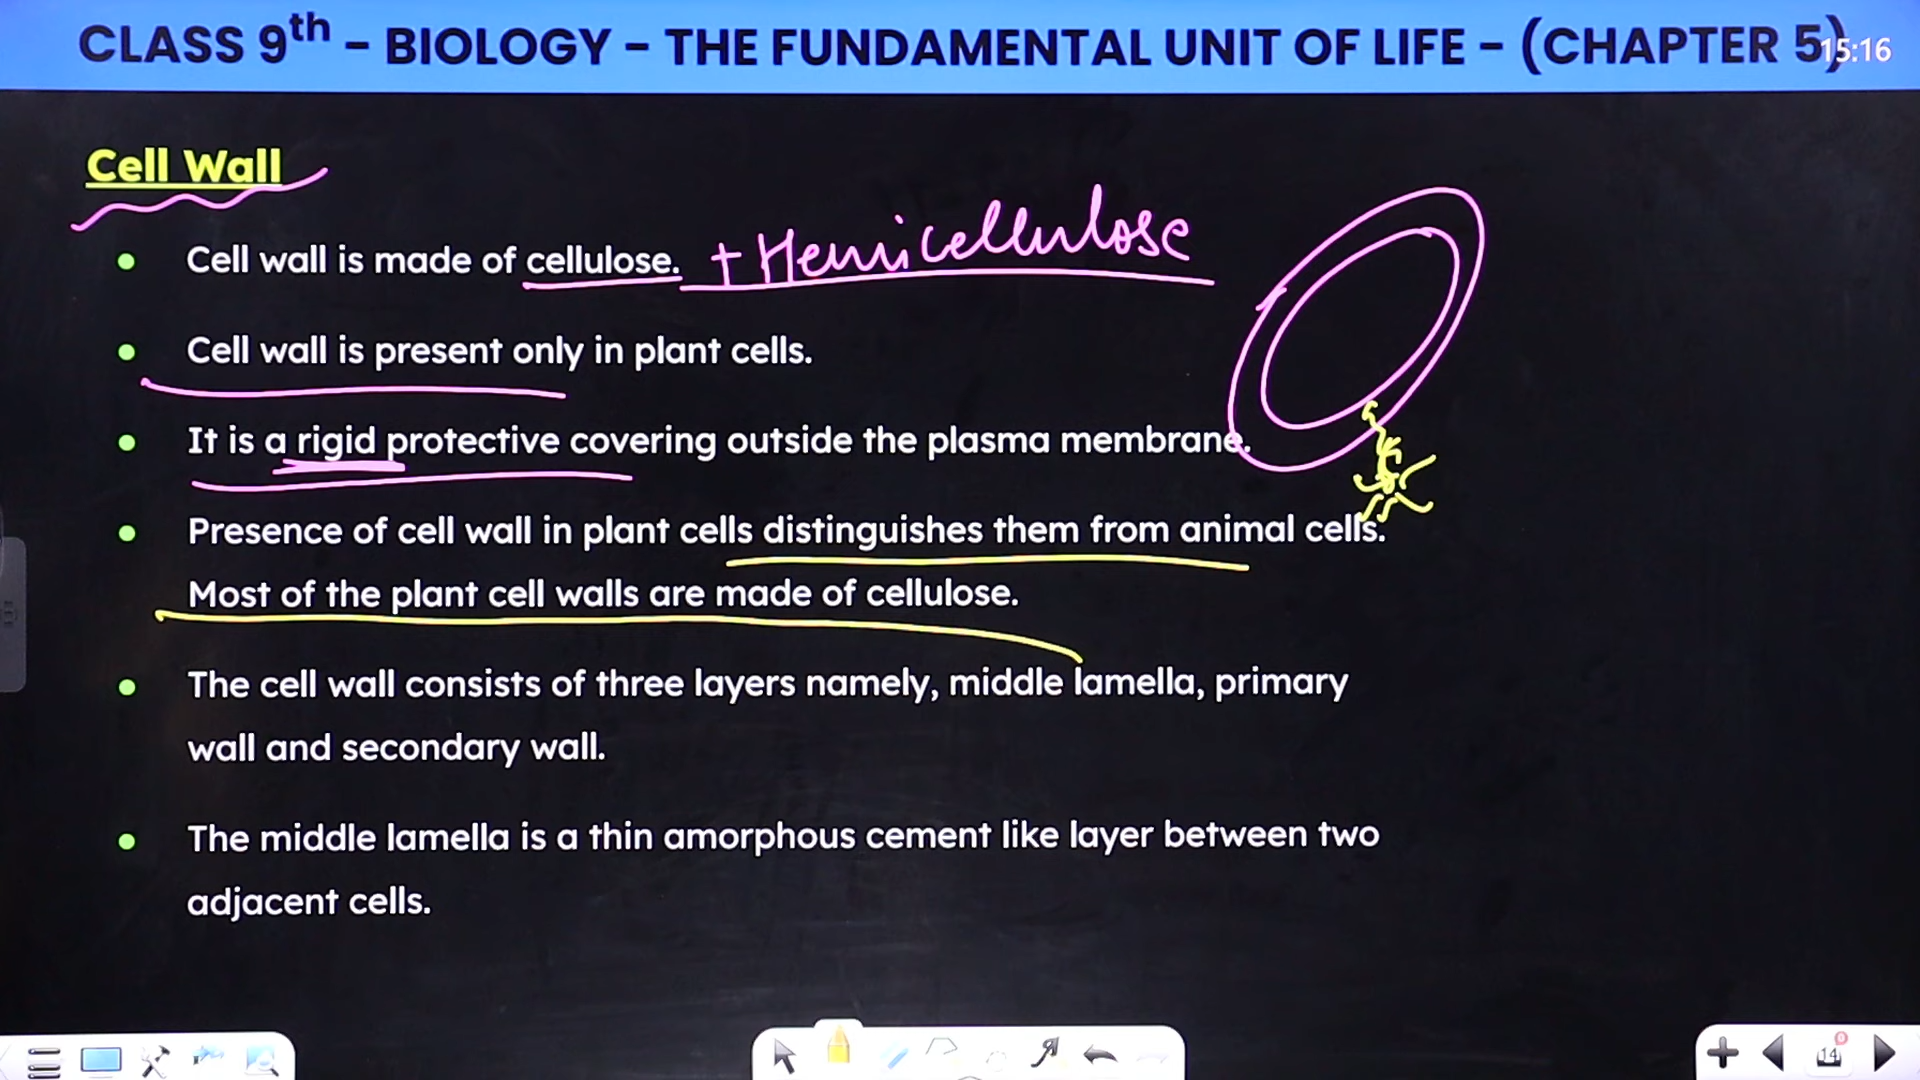 CLASS 9th - BIOLOGY - THE FUNDAMENTAL UNIT OF LIFE - (CHAPTER 5)
15:16
Cell Wall
Cell wall is made of cellulose. + Hemicellulose
Cell wall is present only in plant cells.
It is a rigid protective covering outside the plasma membrane.
Presence of cell wall in plant cells distinguishes them from animal cells.
Most of the plant cell walls are made of cellulose.
The cell wall consists of three layers namely, middle lamella, primary
wall and secondary wall.
The middle lamella is a thin amorphous cement like layer between two
adjacent cells.
14